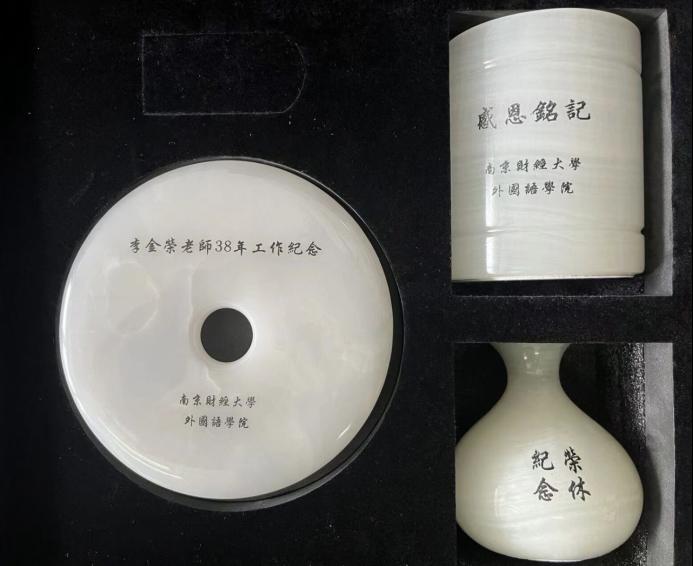 李金榮老師38年工作紀念
南京財經大學
外國語學院
感恩銘記
南京財經大學
外國語學院
榮休
紀念